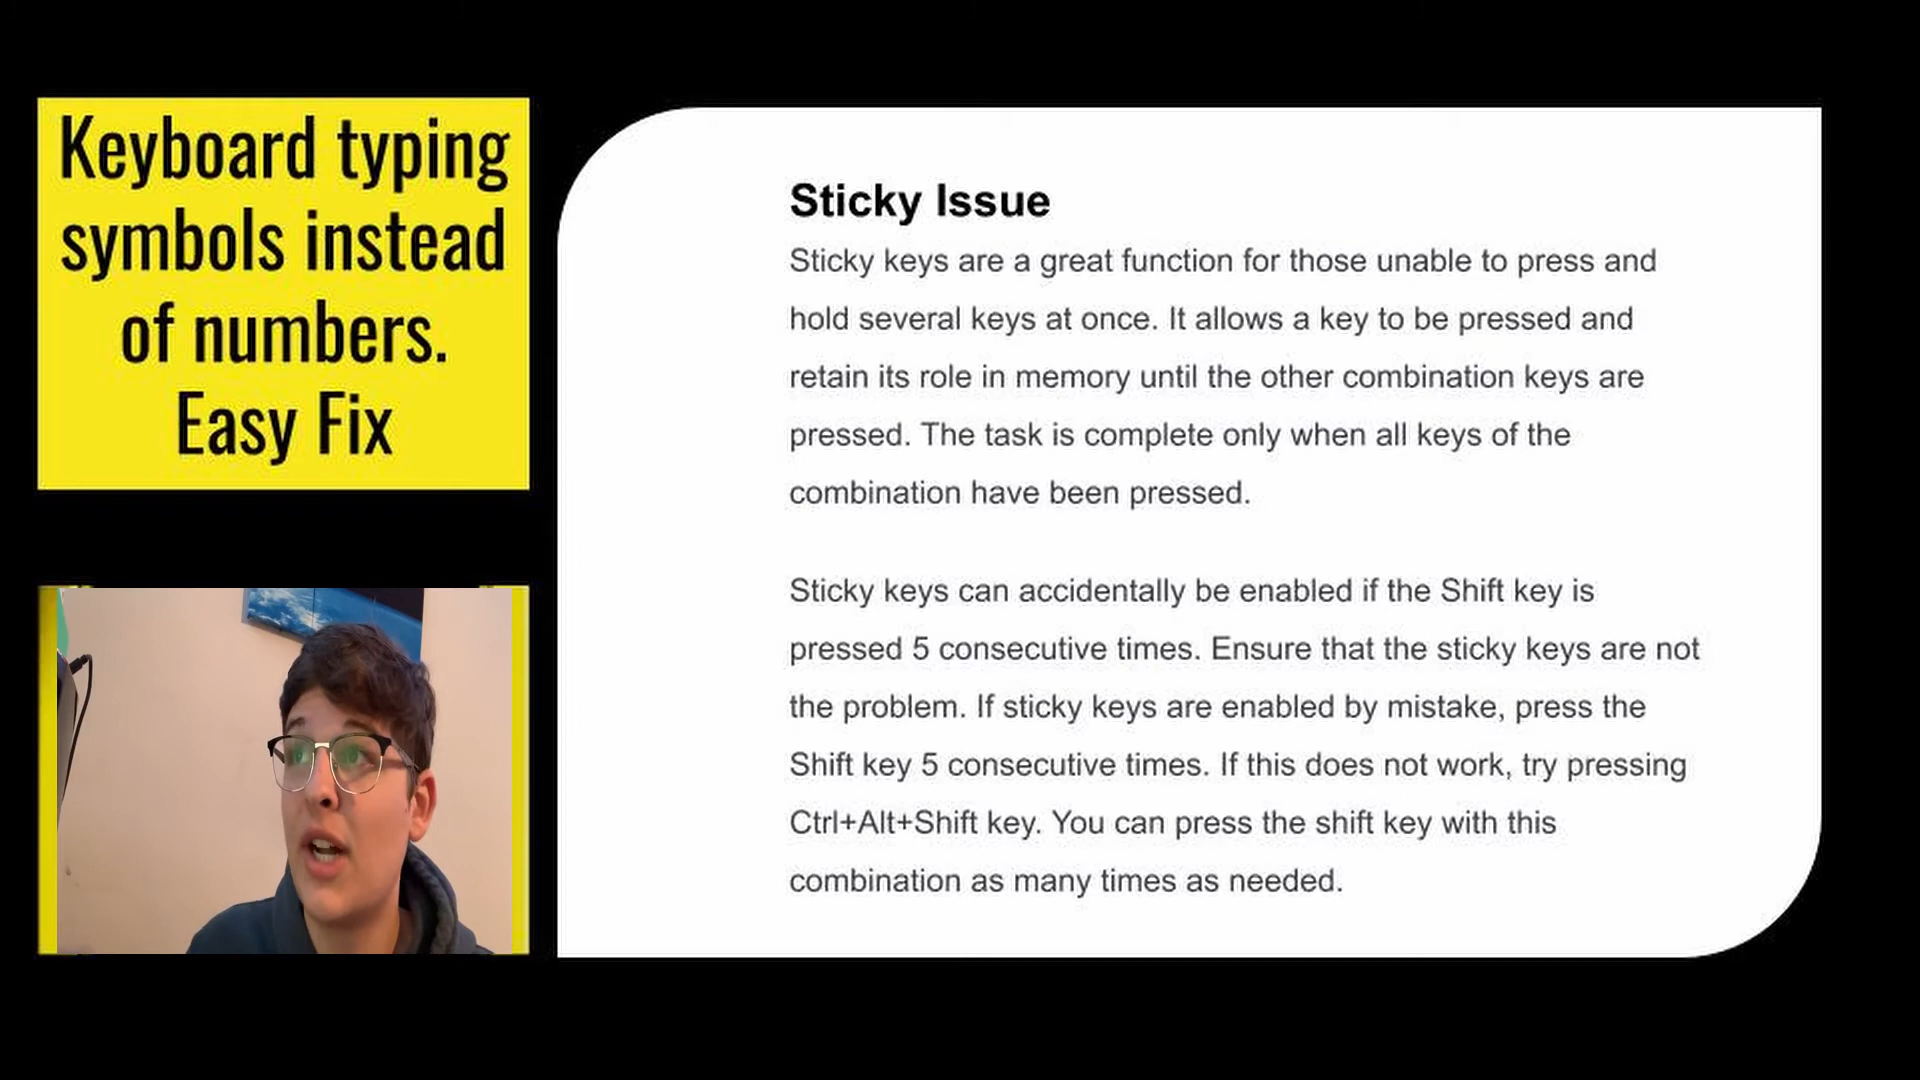 Keyboard typing
symbols instead
of numbers.
Easy Fix
Sticky Issue
Sticky keys are a great function for those unable to press and
hold several keys at once. It allows a key to be pressed and
retain its role in memory until the other combination keys are
pressed. The task is complete only when all keys of the
combination have been pressed.
Sticky keys can accidentally be enabled if the Shift key is
pressed 5 consecutive times. Ensure that the sticky keys are not
the problem. If sticky keys are enabled by mistake, press the
Shift key 5 consecutive times. If this does not work, try pressing
Ctrl+Alt+Shift key. You can press the shift key with this
combination as many times as needed.